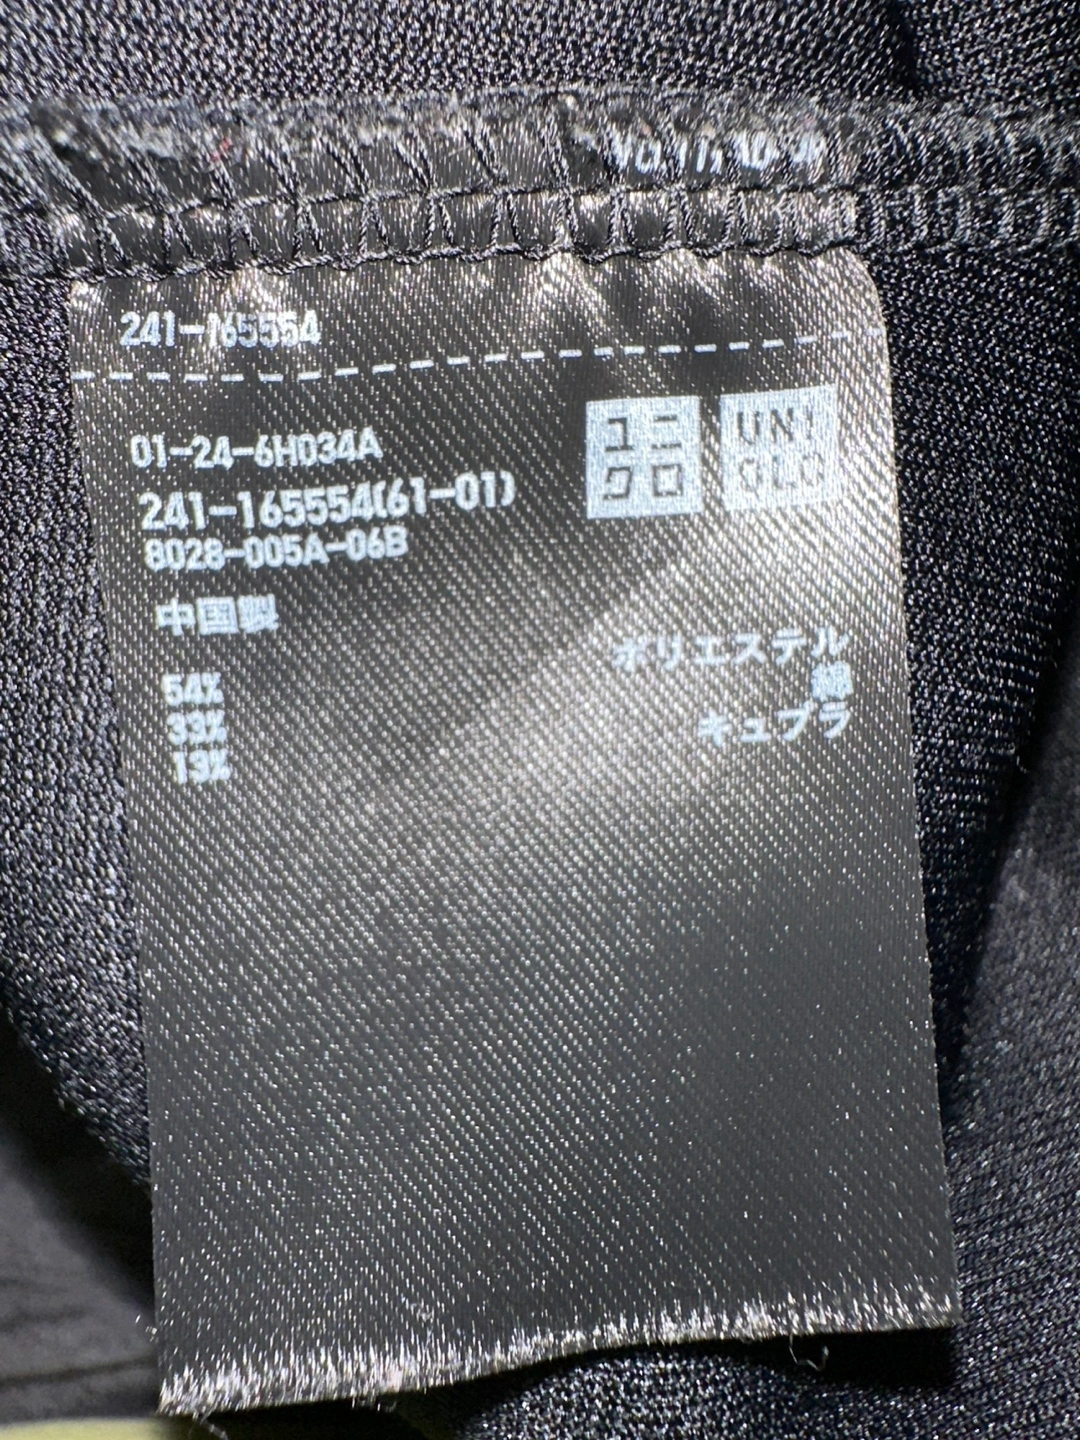 241-165554
01-24-6H034A
241-165554(61-01)
8028-005A-06B
ユニ
クロ
UNI
QLO
中国製
54% ポリエステル
33% 綿
13% キュプラ